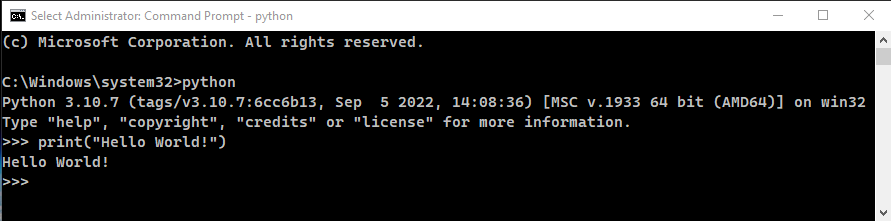 Select Administrator: Command Prompt - python
(c) Microsoft Corporation. All rights reserved.
C:\Windows\system32>python
Python 3.10.7 (tags/v3.10.7:6cc6b13, Sep  5 2022, 14:08:36) [MSC v.1933 64 bit (AMD64)] on win32
Type "help", "copyright", "credits" or "license" for more information.
>>> print("Hello World!")
Hello World!
>>>